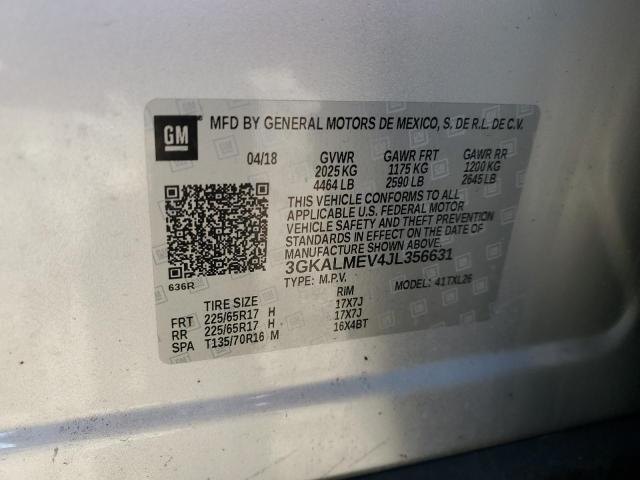 GM MFD BY GENERAL MOTORS DE MEXICO, S. DE R.L. DE C.V.
04/18 GVWR GAWR FRT GAWR RR
2025 KG 1175 KG 1200 KG
4464 LB 2590 LB 2645 LB
THIS VEHICLE CONFORMS TO ALL
APPLICABLE U.S. FEDERAL MOTOR
VEHICLE SAFETY AND THEFT PREVENTION
STANDARDS IN EFFECT ON THE DATE OF
MANUFACTURE SHOWN ABOVE.
3GKALMEV4JL356631
636R TYPE: M.P.V. MODEL: 41TXL26
TIRE SIZE RIM
FRT 225/65R17 H 17X7J
RR 225/65R17 H 17X7J
SPA T135/70R16 M 16X4BT